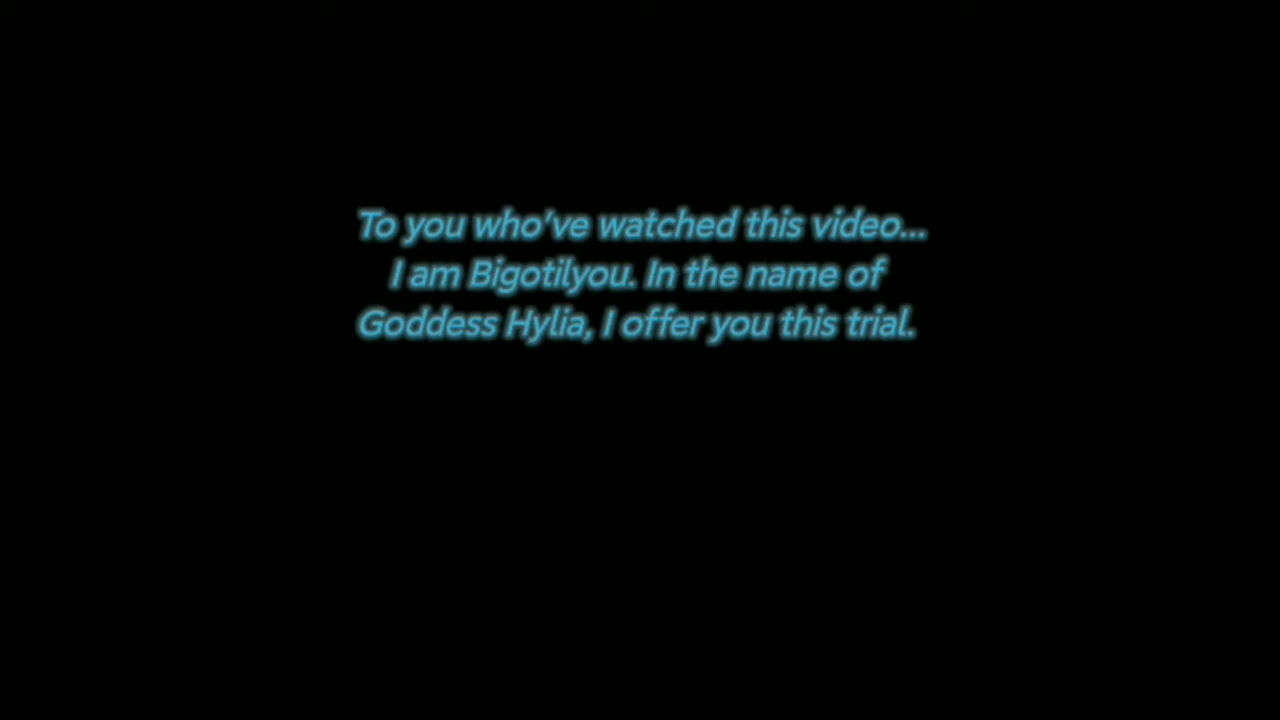 To you who've watched this video...
I am Bigotilyou. In the name of
Goddess Hylia, I offer you this trial.